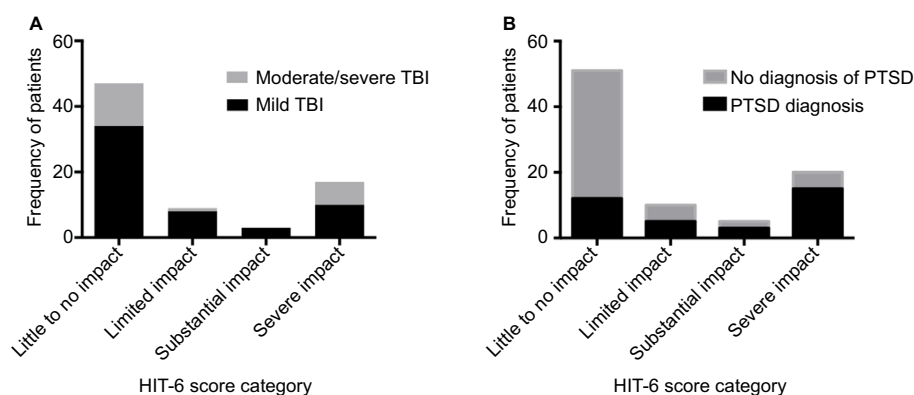 A
Frequency of patients
60
40
20
0
Moderate/severe TBI
Mild TBI
Little to no impact
Limited impact
Substantial impact
Severe impact
HIT-6 score category
B
Frequency of patients
60
40
20
0
No diagnosis of PTSD
PTSD diagnosis
Little to no impact
Limited impact
Substantial impact
Severe impact
HIT-6 score category